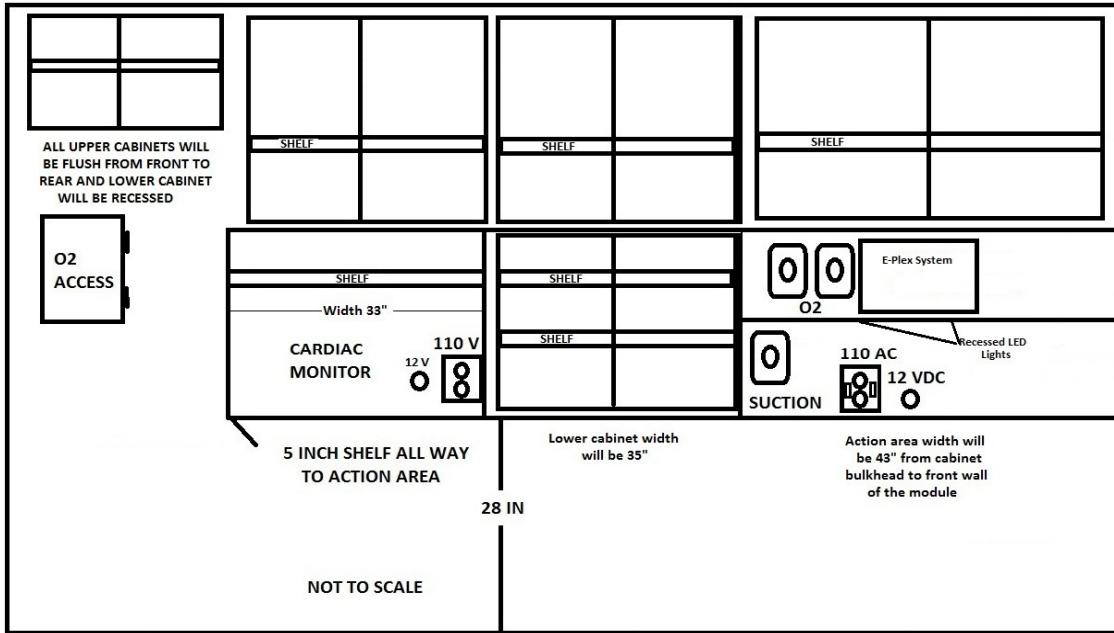 ALL UPPER CABINETS WILL
BE FLUSH FROM FRONT TO
REAR AND LOWER CABINET
WILL BE RECESSED
O2
ACCESS
SHELF
SHELF
SHELF
SHELF
Width 33"
CARDIAC
MONITOR
12 V
110 V
SHELF
SHELF
E-Plex System
O2
Recessed LED
Lights
110 AC
12 VDC
SUCTION
5 INCH SHELF ALL WAY
TO ACTION AREA
Lower cabinet width
will be 35"
Action area width will
be 43" from cabinet
bulkhead to front wall
of the module
28 IN
NOT TO SCALE